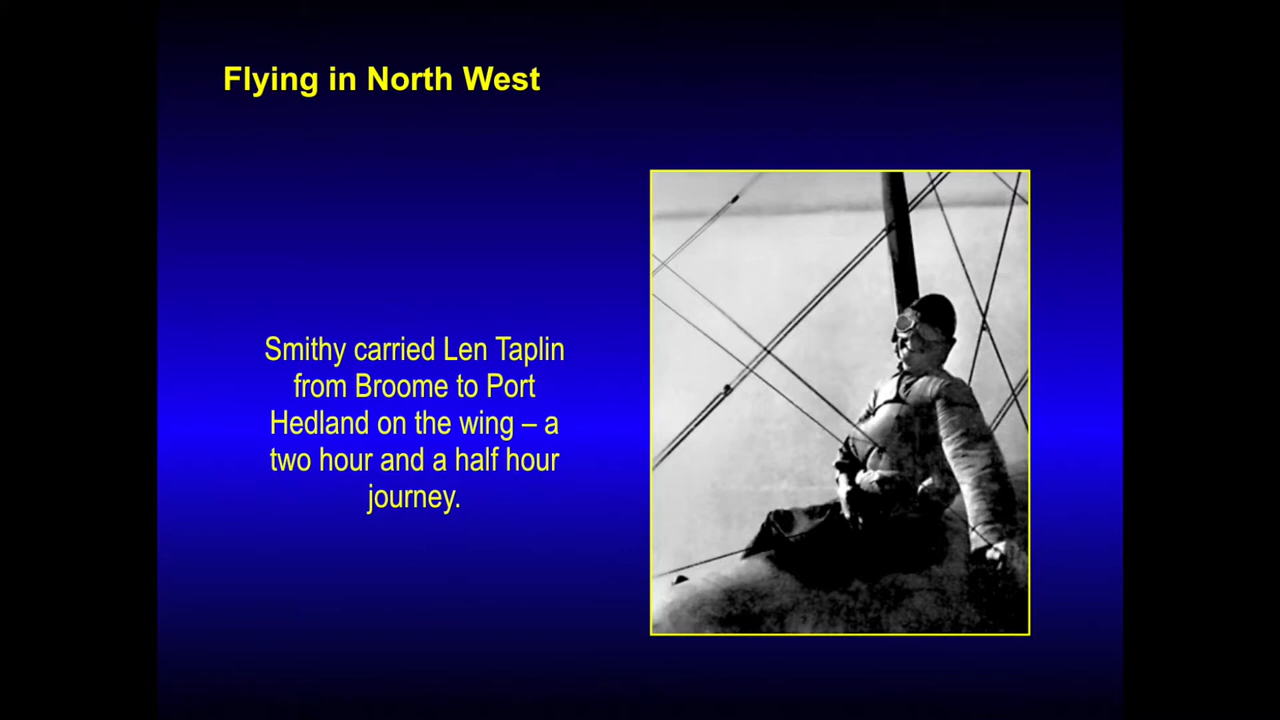 Flying in North West
Smithy carried Len Taplin
from Broome to Port
Hedland on the wing – a
two hour and a half hour
journey.